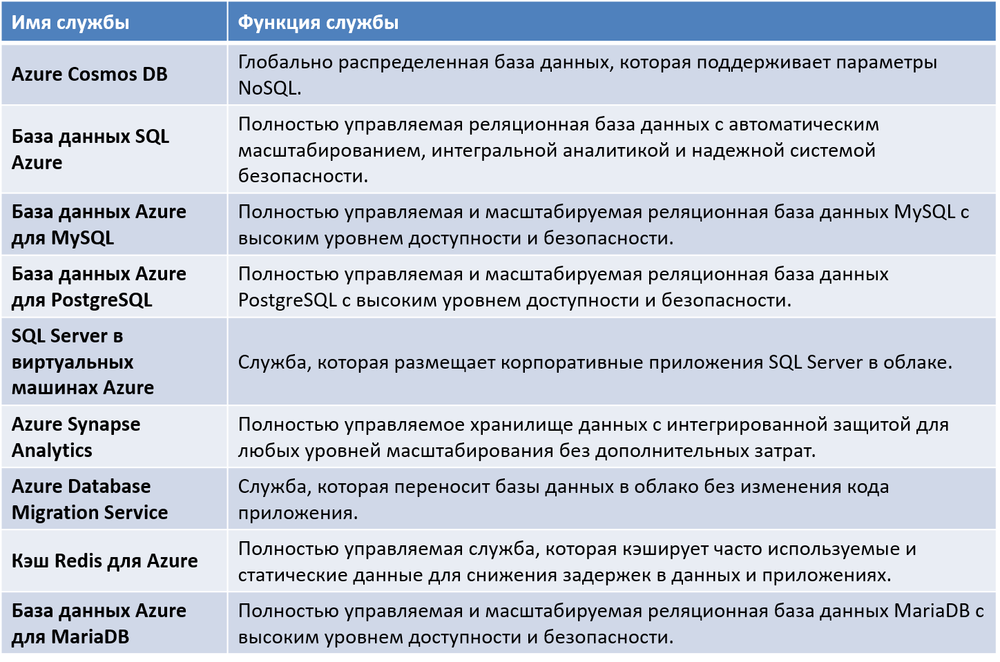 Имя службы
Функция службы
Azure Cosmos DB
Глобально распределенная база данных, которая поддерживает параметры
NoSQL.
База данных SQL
Azure
Полностью управляемая реляционная база данных с автоматическим
масштабированием, интегральной аналитикой и надежной системой
безопасности.
База данных Azure
для MySQL
Полностью управляемая и масштабируемая реляционная база данных MySQL с
высоким уровнем доступности и безопасности.
База данных Azure
для PostgreSQL
Полностью управляемая и масштабируемая реляционная база данных
PostgreSQL с высоким уровнем доступности и безопасности.
SQL Server в
виртуальных
машинах Azure
Служба, которая размещает корпоративные приложения SQL Server в облаке.
Azure Synapse
Analytics
Полностью управляемое хранилище данных с интегрированной защитой для
любых уровней масштабирования без дополнительных затрат.
Azure Database
Migration Service
Служба, которая переносит базы данных в облако без изменения кода
приложения.
Кэш Redis для Azure
Полностью управляемая служба, которая кэширует часто используемые и
статические данные для снижения задержек в данных и приложениях.
База данных Azure
для MariaDB
Полностью управляемая и масштабируемая реляционная база данных MariaDB с
высоким уровнем доступности и безопасности.